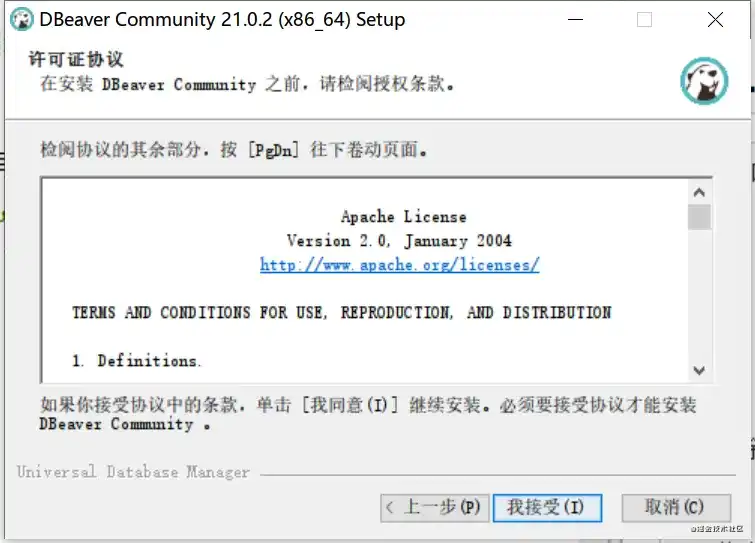 DBeaver Community 21.0.2 (x86_64) Setup
许可证协议
在安装 DBeaver Community 之前，请检阅授权条款。
检阅协议的其余部分，按 [PgDn] 往下卷动页面。
Apache License
Version 2.0, January 2004
http://www.apache.org/licenses/
TERMS AND CONDITIONS FOR USE, REPRODUCTION, AND DISTRIBUTION
1. Definitions.
如果你接受协议中的条款，单击 [我同意(I)] 继续安装。必须要接受协议才能安装
DBeaver Community 。
Universal Database Manager
< 上一步(P) 我接受(I) 取消(C)
@掘金技术社区